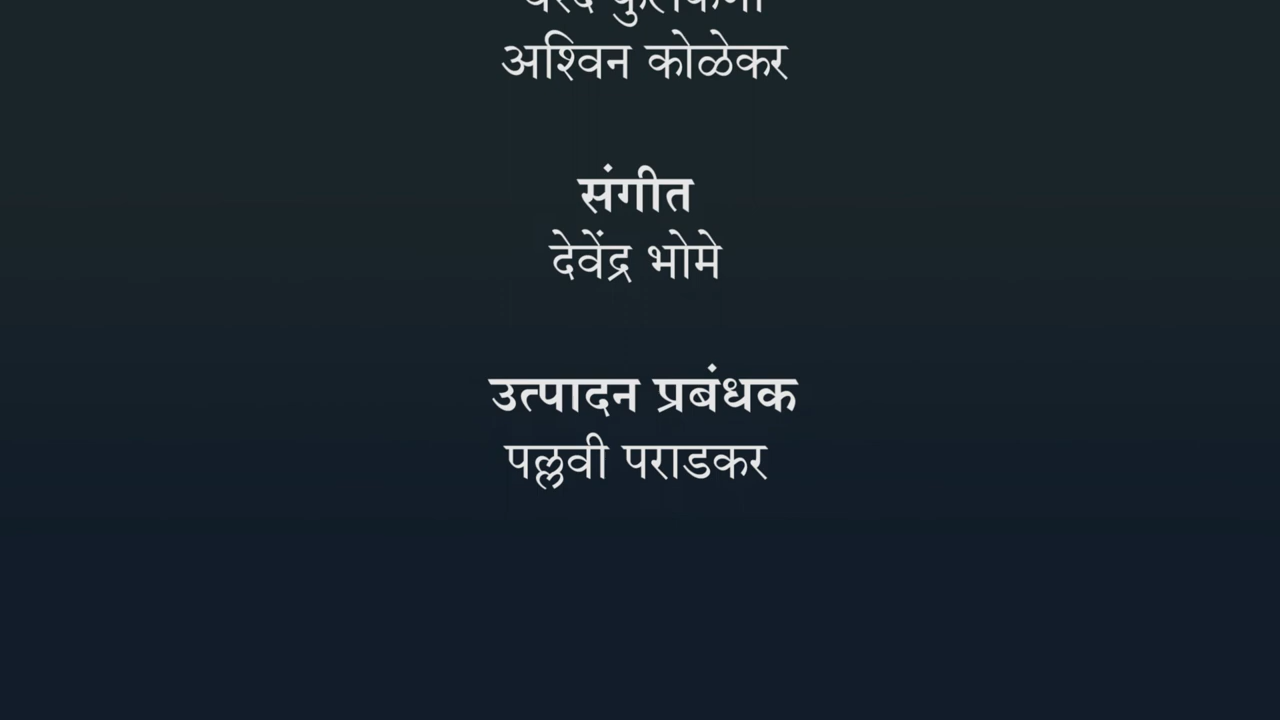 अश्विन कोळेकर
संगीत
देवेंद्र भोमे
उत्पादन प्रबंधक
पल्लवी पराडकर